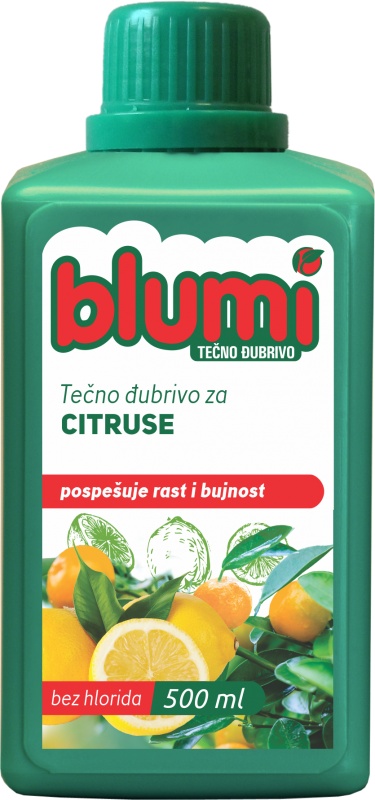 blumi
TEČNO ĐUBRIVO
Tečno đubrivo za
CITRUSE
pospešuje rast i bujnost
bez hlorida 500 ml